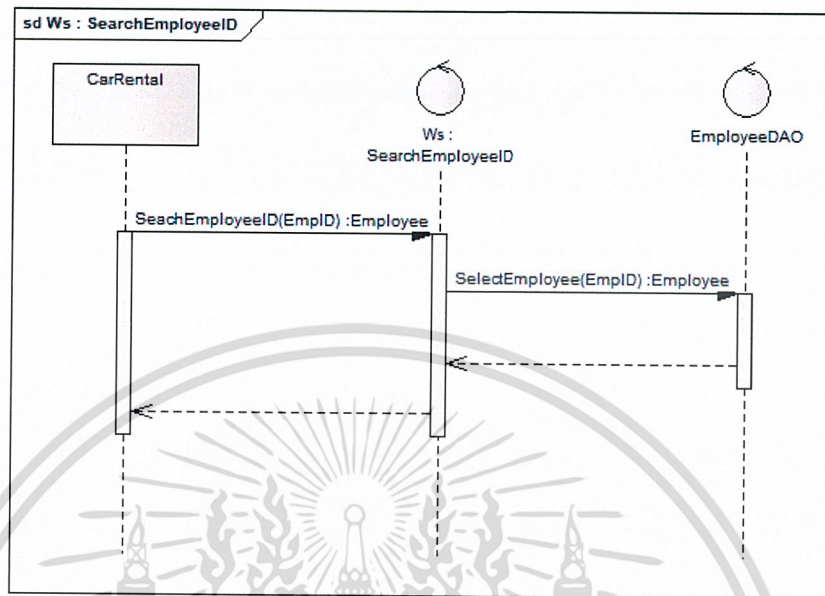 sd Ws : SearchEmployeeID
CarRental
Ws :
SearchEmployeeID
EmployeeDAO
SeachEmployeeID(EmpID) :Employee
SelectEmployee(EmpID) :Employee